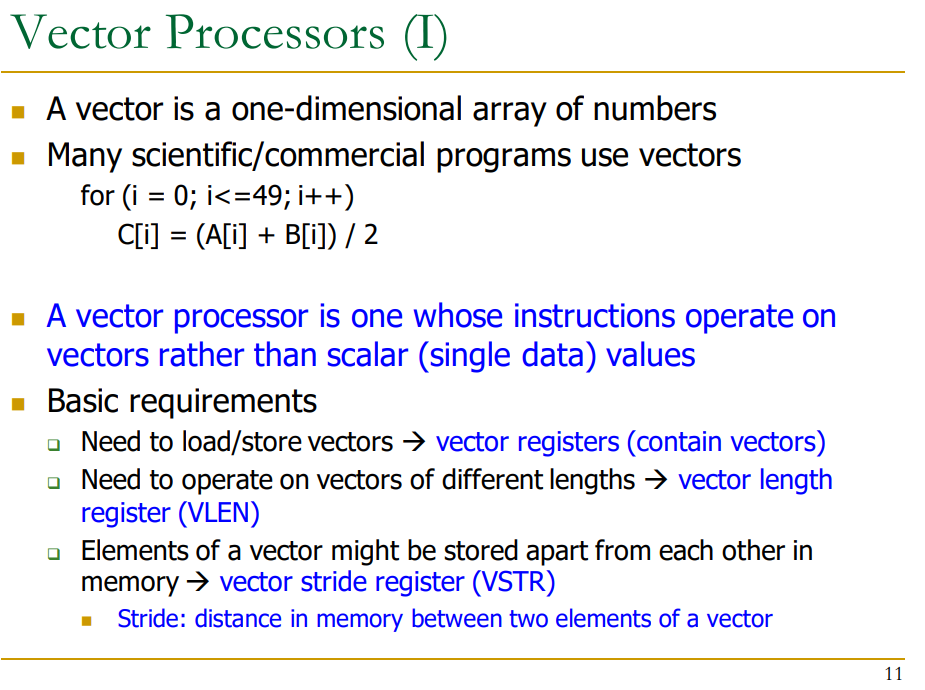 Vector Processors (I)
A vector is a one-dimensional array of numbers
Many scientific/commercial programs use vectors
for (i = 0; i<=49; i++)
C[i] = (A[i] + B[i]) / 2
A vector processor is one whose instructions operate on
vectors rather than scalar (single data) values
Basic requirements
Need to load/store vectors → vector registers (contain vectors)
Need to operate on vectors of different lengths → vector length
register (VLEN)
Elements of a vector might be stored apart from each other in
memory → vector stride register (VSTR)
Stride: distance in memory between two elements of a vector
11